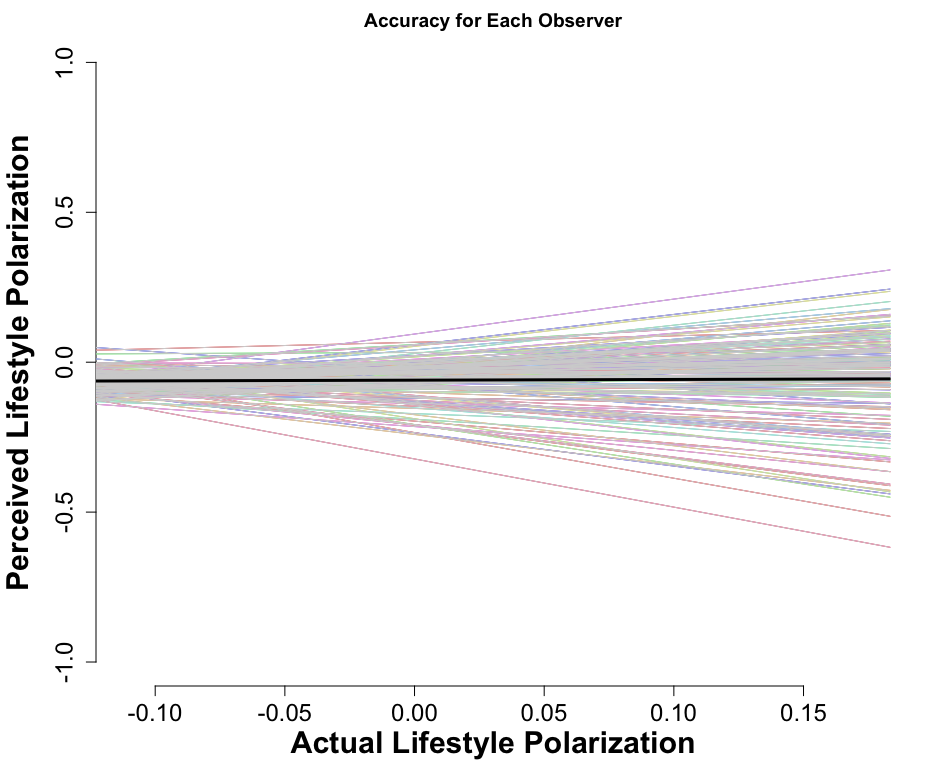 Accuracy for Each Observer
Perceived Lifestyle Polarization
1.0
0.5
0.0
-0.5
-1.0
-0.10 -0.05 0.00 0.05 0.10 0.15
Actual Lifestyle Polarization